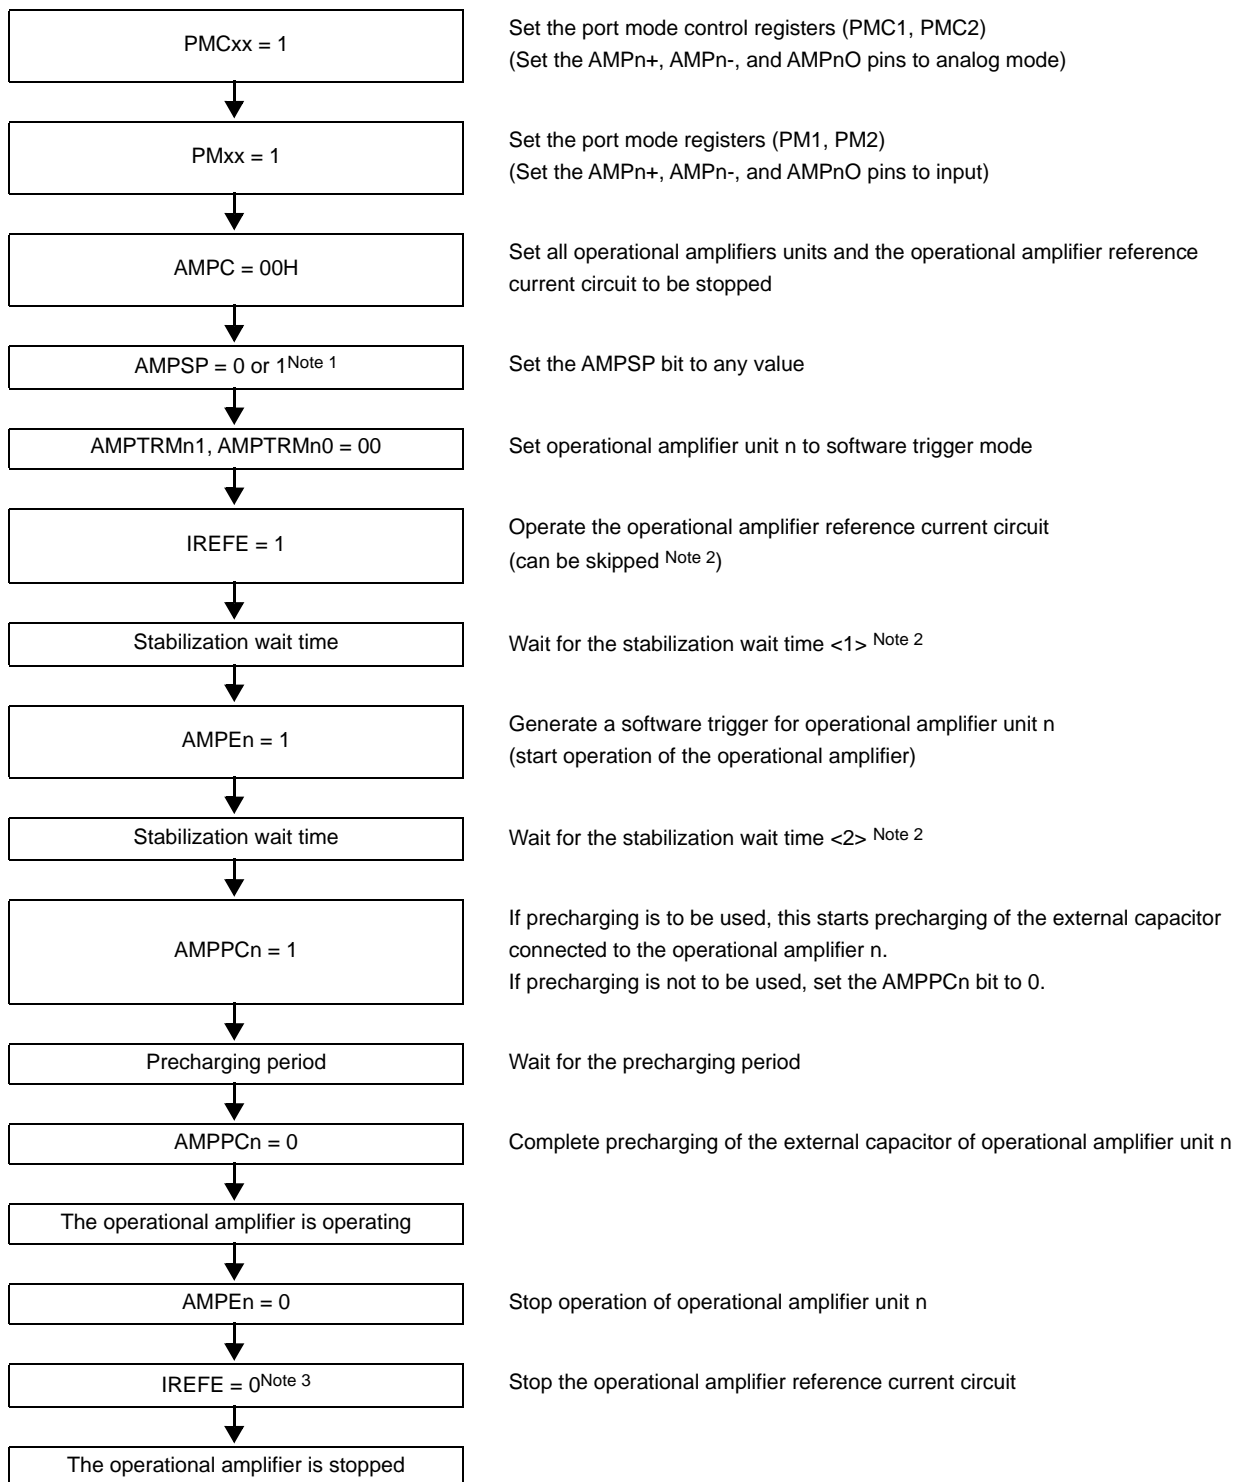 PMCxx = 1
Set the port mode control registers (PMC1, PMC2)
(Set the AMPn+, AMPn-, and AMPnO pins to analog mode)
PMxx = 1
Set the port mode registers (PM1, PM2)
(Set the AMPn+, AMPn-, and AMPnO pins to input)
AMPC = 00H
Set all operational amplifiers units and the operational amplifier reference
current circuit to be stopped
AMPSP = 0 or 1Note 1
Set the AMPSP bit to any value
AMPTRMn1, AMPTRMn0 = 00
Set operational amplifier unit n to software trigger mode
IREFE = 1
Operate the operational amplifier reference current circuit
(can be skipped Note 2)
Stabilization wait time
Wait for the stabilization wait time <1> Note 2
AMPEn = 1
Generate a software trigger for operational amplifier unit n
(start operation of the operational amplifier)
Stabilization wait time
Wait for the stabilization wait time <2> Note 2
AMPPCn = 1
If precharging is to be used, this starts precharging of the external capacitor
connected to the operational amplifier n.
If precharging is not to be used, set the AMPPCn bit to 0.
Precharging period
Wait for the precharging period
AMPPCn = 0
Complete precharging of the external capacitor of operational amplifier unit n
The operational amplifier is operating
AMPEn = 0
Stop operation of operational amplifier unit n
IREFE = 0Note 3
Stop the operational amplifier reference current circuit
The operational amplifier is stopped